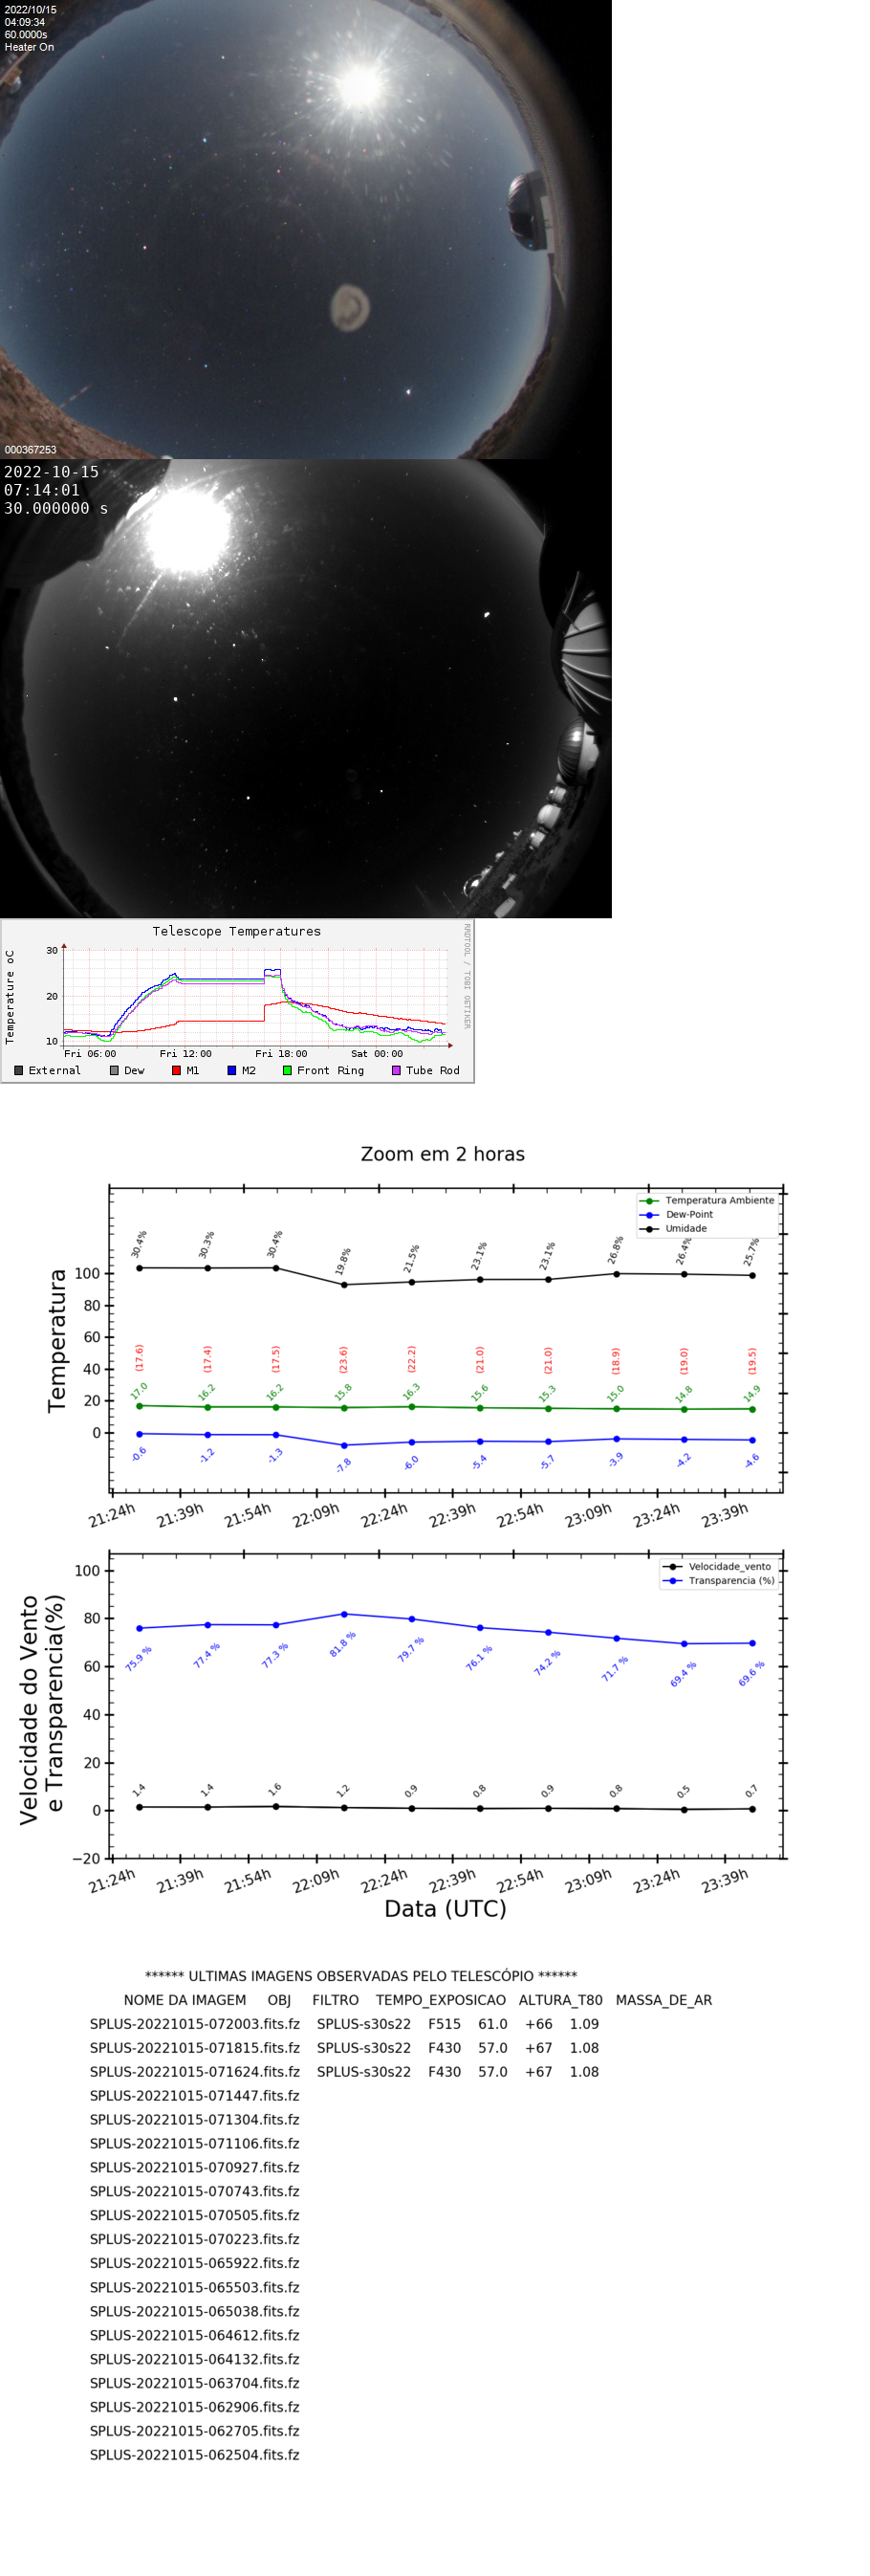 2022/10/15
04:09:34
60.0000s
Heater On
000367253
2022-10-15
07:14:01
30.000000 s
Telescope Temperatures
RRDTOOL / TOBI OETIKER
Temperature oC
30
20
10
Fri 06:00 Fri 12:00 Fri 18:00 Sat 00:00
External Dew M1 M2 Front Ring Tube Rod
Zoom em 2 horas
Temperatura Ambiente
Dew-Point
Umidade
Temperatura
30.4% 30.3% 30.4% 19.8% 21.5% 23.1% 23.1% 26.8% 26.4% 25.7%
100
80
60
40
20
0
(17.6) (17.4) (17.5) (23.6) (22.2) (21.0) (21.0) (18.9) (19.0) (19.5)
17.0 16.2 16.2 15.8 16.3 15.6 15.3 15.0 14.8 14.9
-0.6 -1.2 -1.3 -7.8 -6.0 -5.4 -5.7 -3.9 -4.2 -4.6
21:24h 21:39h 21:54h 22:09h 22:24h 22:39h 22:54h 23:09h 23:24h 23:39h
Velocidade_vento
Transparencia (%)
Velocidade do Vento
e Transparencia(%)
100
80
60
40
20
0
−20
75.9 % 77.4 % 77.3 % 81.8 % 79.7 % 76.1 % 74.2 % 71.7 % 69.4 % 69.6 %
1.4 1.4 1.6 1.2 0.9 0.8 0.9 0.8 0.5 0.7
21:24h 21:39h 21:54h 22:09h 22:24h 22:39h 22:54h 23:09h 23:24h 23:39h
Data (UTC)
****** ULTIMAS IMAGENS OBSERVADAS PELO TELESCÓPIO ******
NOME DA IMAGEM OBJ FILTRO TEMPO_EXPOSICAO ALTURA_T80 MASSA_DE_AR
SPLUS-20221015-072003.fits.fz SPLUS-s30s22 F515 61.0 +66 1.09
SPLUS-20221015-071815.fits.fz SPLUS-s30s22 F430 57.0 +67 1.08
SPLUS-20221015-071624.fits.fz SPLUS-s30s22 F430 57.0 +67 1.08
SPLUS-20221015-071447.fits.fz
SPLUS-20221015-071304.fits.fz
SPLUS-20221015-071106.fits.fz
SPLUS-20221015-070927.fits.fz
SPLUS-20221015-070743.fits.fz
SPLUS-20221015-070505.fits.fz
SPLUS-20221015-070223.fits.fz
SPLUS-20221015-065922.fits.fz
SPLUS-20221015-065503.fits.fz
SPLUS-20221015-065038.fits.fz
SPLUS-20221015-064612.fits.fz
SPLUS-20221015-064132.fits.fz
SPLUS-20221015-063704.fits.fz
SPLUS-20221015-062906.fits.fz
SPLUS-20221015-062705.fits.fz
SPLUS-20221015-062504.fits.fz